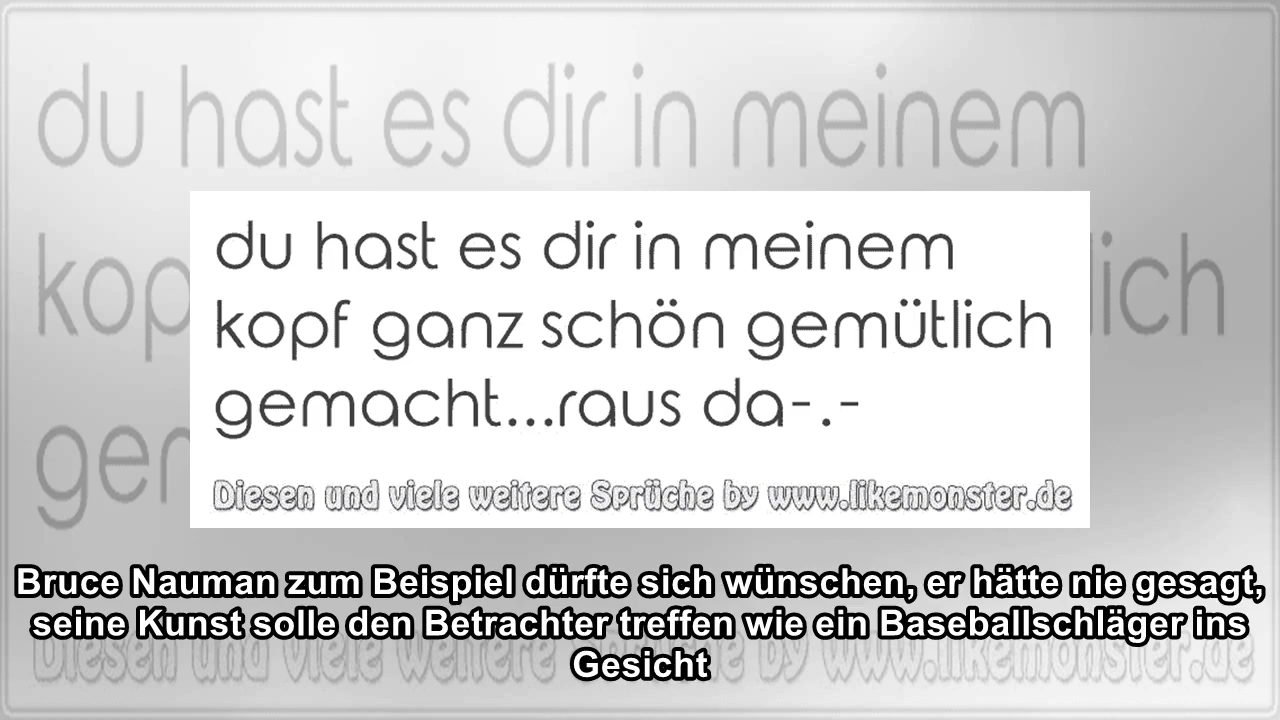 du hast es dir in meinem
kopf ganz schön gemütlich
gemacht...raus da-.-
Diesen und viele weitere Sprüche by www.likemonster.de
Bruce Nauman zum Beispiel dürfte sich wünschen, er hätte nie gesagt,
seine Kunst solle den Betrachter treffen wie ein Baseballschläger ins
Gesicht